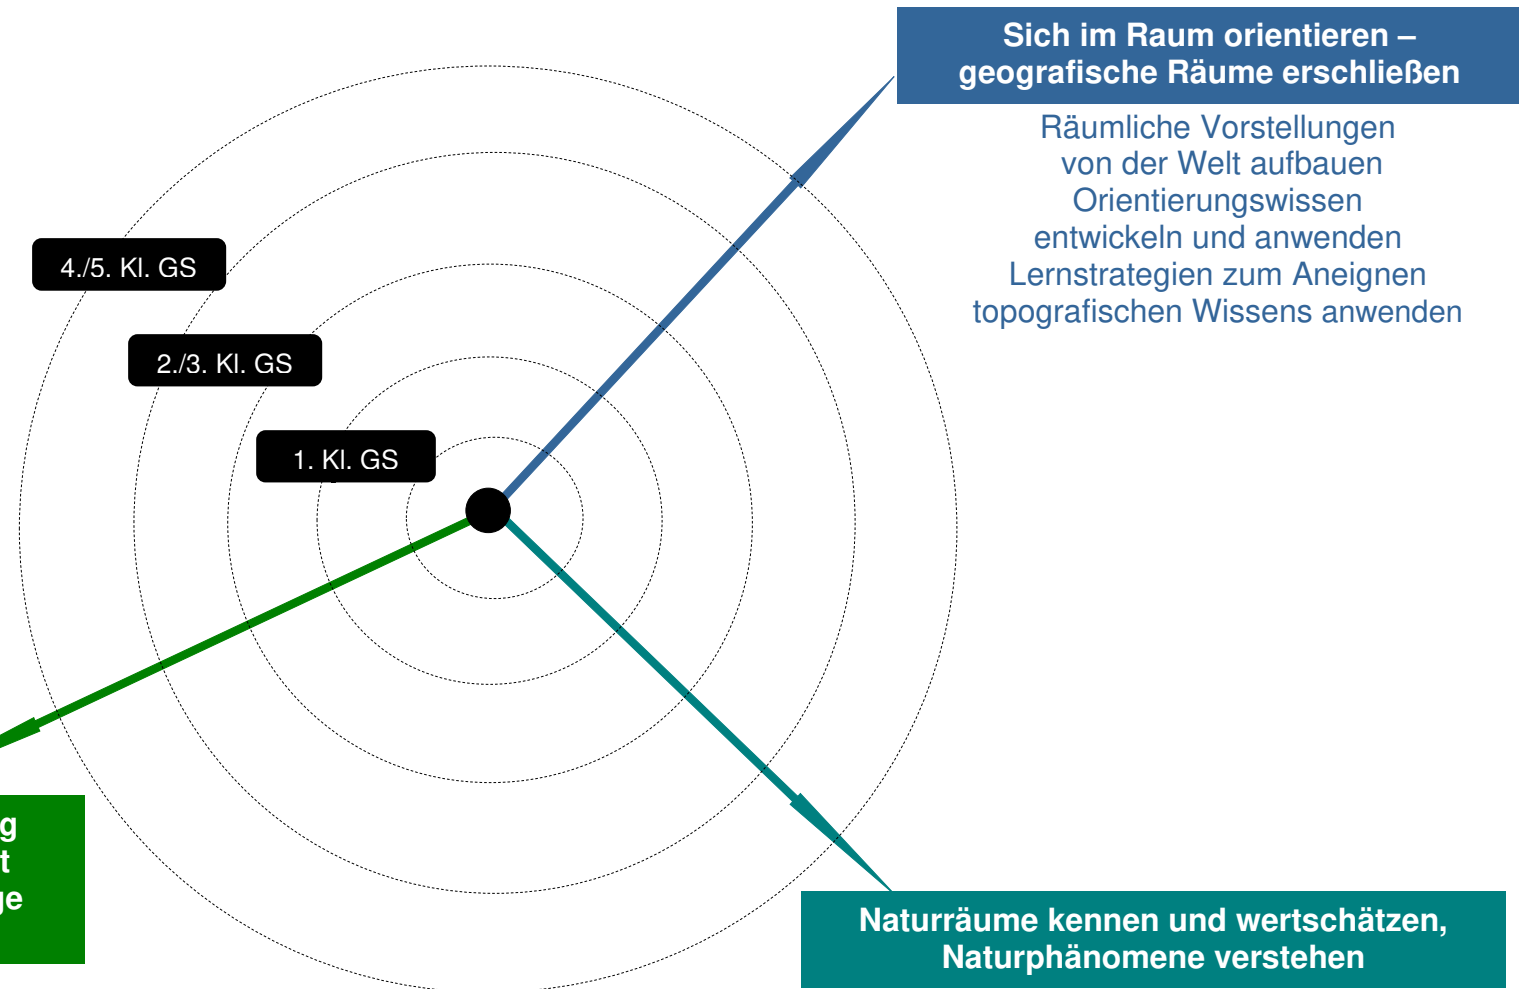 Sich im Raum orientieren –
geografische Räume erschließen
Räumliche Vorstellungen
von der Welt aufbauen
Orientierungswissen
entwickeln und anwenden
Lernstrategien zum Aneignen
topografischen Wissens anwenden
4./5. Kl. GS
2./3. Kl. GS
1. Kl. GS
Naturräume kennen und wertschätzen,
Naturphänomene verstehen